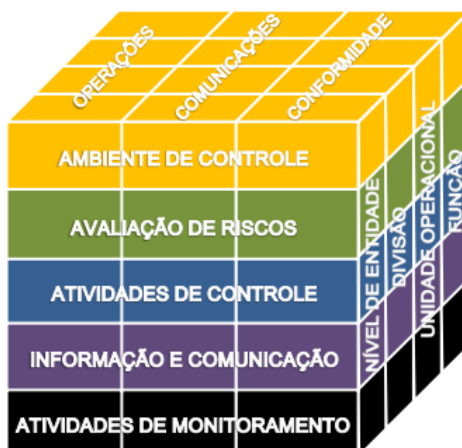 OPERAÇÕES
COMUNICAÇÕES
CONFORMIDADE
AMBIENTE DE CONTROLE
AVALIAÇÃO DE RISCOS
ATIVIDADES DE CONTROLE
INFORMAÇÃO E COMUNICAÇÃO
ATIVIDADES DE MONITORAMENTO
NÍVEL DE ENTIDADE
DIVISÃO
UNIDADE OPERACIONAL
FUNÇÃO